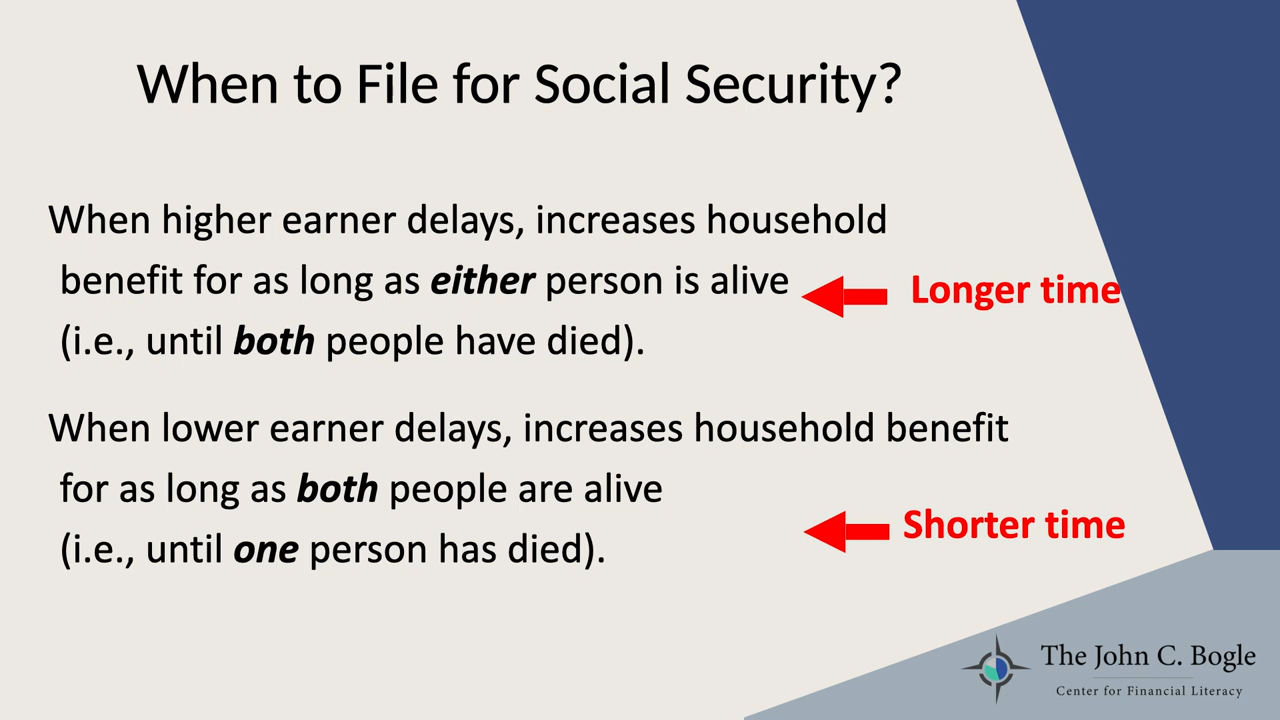 When to File for Social Security?
When higher earner delays, increases household
benefit for as long as either person is alive
Longer time
(i.e., until both people have died).
When lower earner delays, increases household benefit
for as long as both people are alive
Shorter time
(i.e., until one person has died).
The John C. Bogle
Center for Financial Literacy